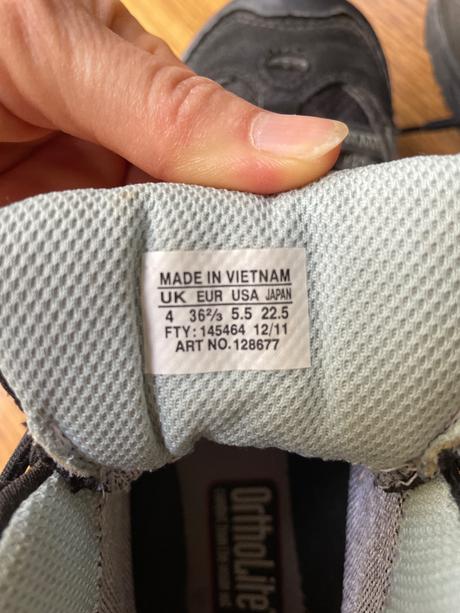 MADE IN VIETNAM
UK EUR USA JAPAN
4 36⅔ 5.5 22.5
FTY: 145464 12/11
ART NO. 128677
OrthoLite